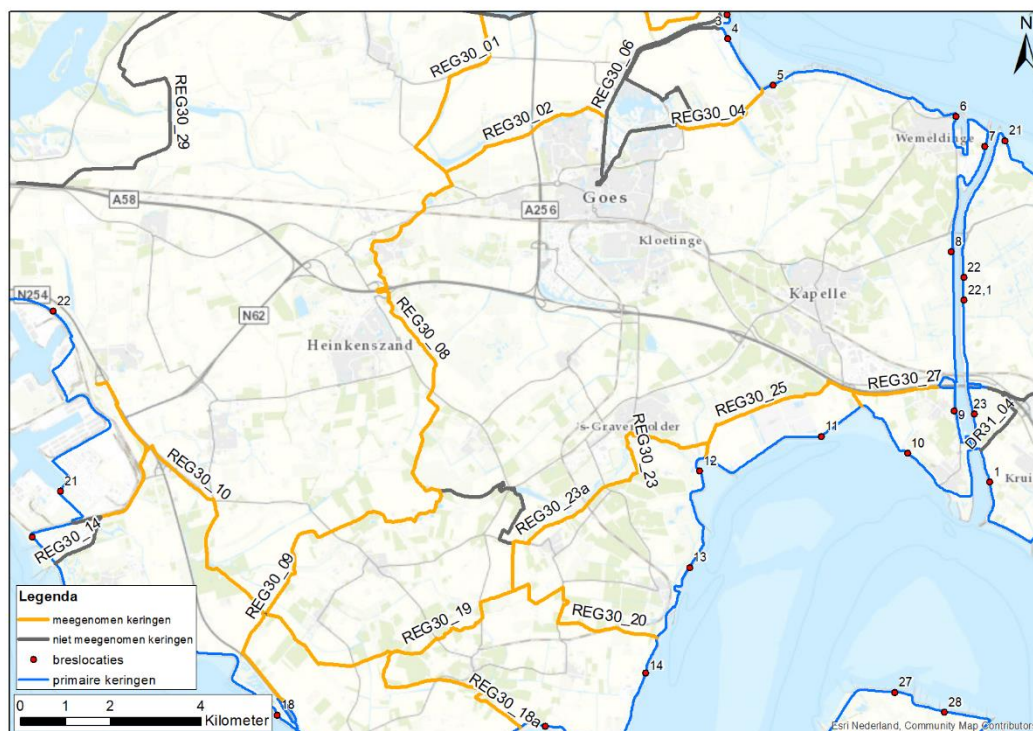 REG30_01
REG30_06
3
4
N
REG30_29
REG30_02
REG30_04
5
6
Wemeldinge
7
21
A58
A256
Goes
Kloetinge
8
22
22,1
Kapelle
N254
22
N62
Heinkenszand
REG30_08
REG30_27
REG30_25
9
23
DR31_04
11
10
's-Gravenpolder
REG30_23
12
1
Krui
REG30_10
21
REG30_23a
REG30_14
13
REG30_09
REG30_19
REG30_20
14
REG30_18a
18
27
28
Legenda
meegenomen keringen
niet meegenomen keringen
breslocaties
primaire keringen
0 1 2 4
Kilometer
Esri Nederland, Community Map Contributors